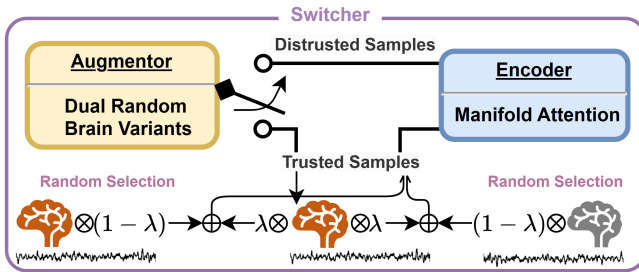 Switcher
Distrusted Samples
Augmentor
Dual Random
Brain Variants
Encoder
Manifold Attention
Trusted Samples
Random Selection
Random Selection
⊗(1 − λ) ⊕ λ⊗ ⊗λ ⊕ (1 − λ)⊗